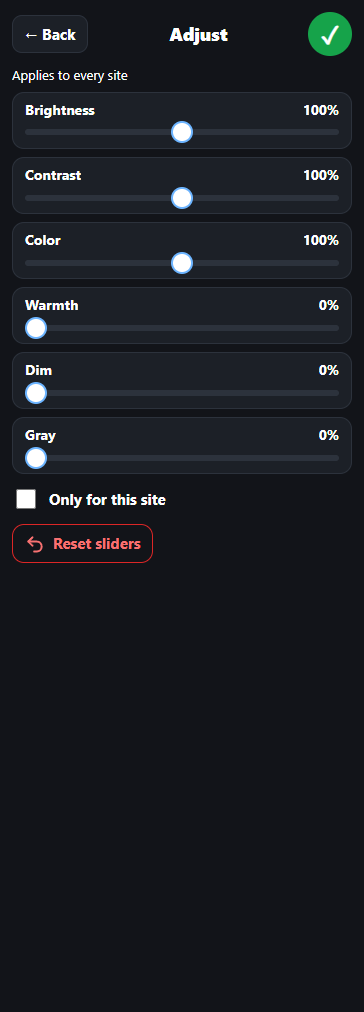 ← Back
Adjust
Applies to every site
Brightness 100%
Contrast 100%
Color 100%
Warmth 0%
Dim 0%
Gray 0%
Only for this site
Reset sliders